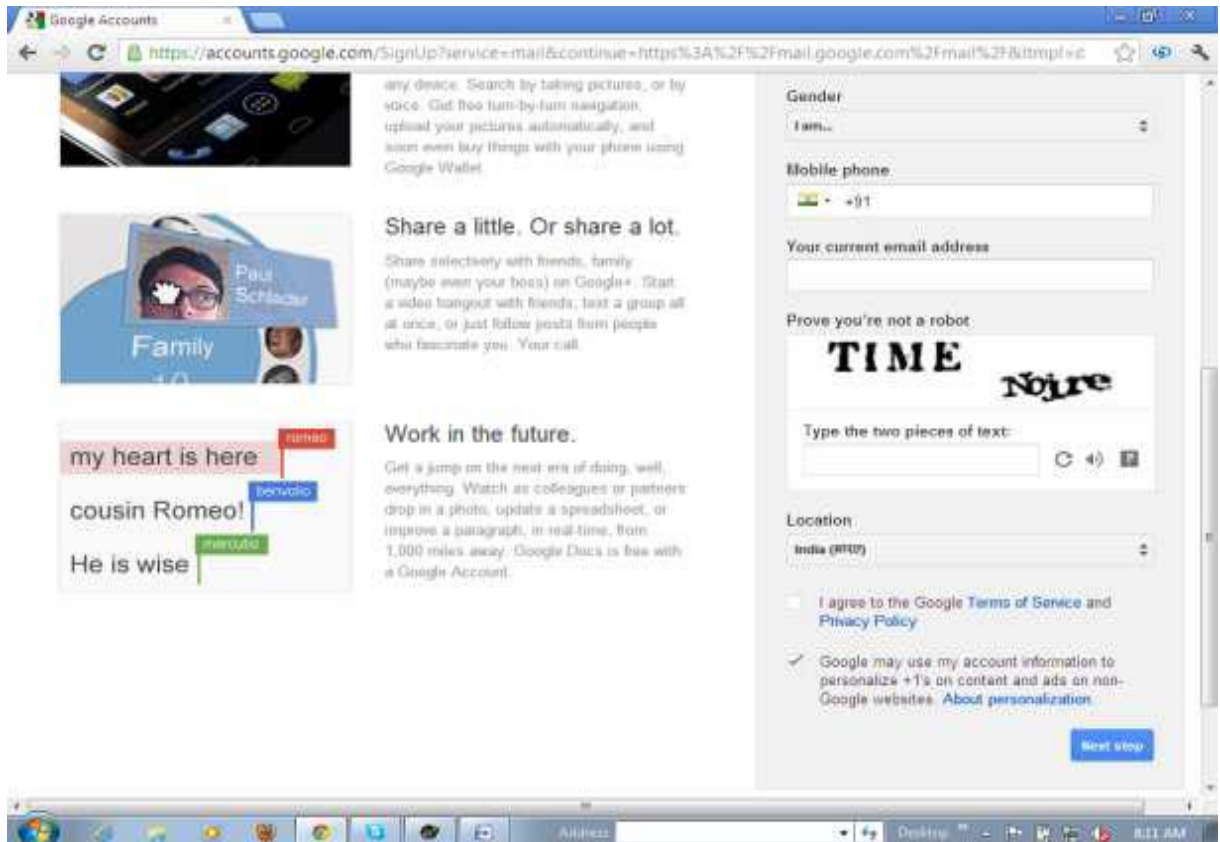 Google Accounts
https://accounts.google.com/SignUp?service=mail&continue=https%3A%2F%2Fmail.google.com%2Fmail%2F&ltmpl=d
any device. Search by taking pictures, or by
voice. Get free turn-by-turn navigation,
upload your pictures automatically, and
soon even buy things with your phone using
Google Wallet.
Paul
Schlader
Family
Share a little. Or share a lot.
Share selectively with friends, family
(maybe even your boss) on Google+. Start
a video hangout with friends, text a group all
at once, or just follow posts from people
who fascinate you. Your call.
romeo
my heart is here
benvolio
cousin Romeo!
mercutio
He is wise
Work in the future.
Get a jump on the next era of doing, well,
everything. Watch as colleagues or partners
drop in a photo, update a spreadsheet, or
improve a paragraph, in real-time, from
1,000 miles away. Google Docs is free with
a Google Account.
Gender
I am...
Mobile phone
+91
Your current email address
Prove you're not a robot
TIME
Noire
Type the two pieces of text:
Location
India (भारत)
I agree to the Google Terms of Service and
Privacy Policy
Google may use my account information to
personalize +1's on content and ads on non-
Google websites. About personalization.
Next step
Address
Desktop
8:11 AM